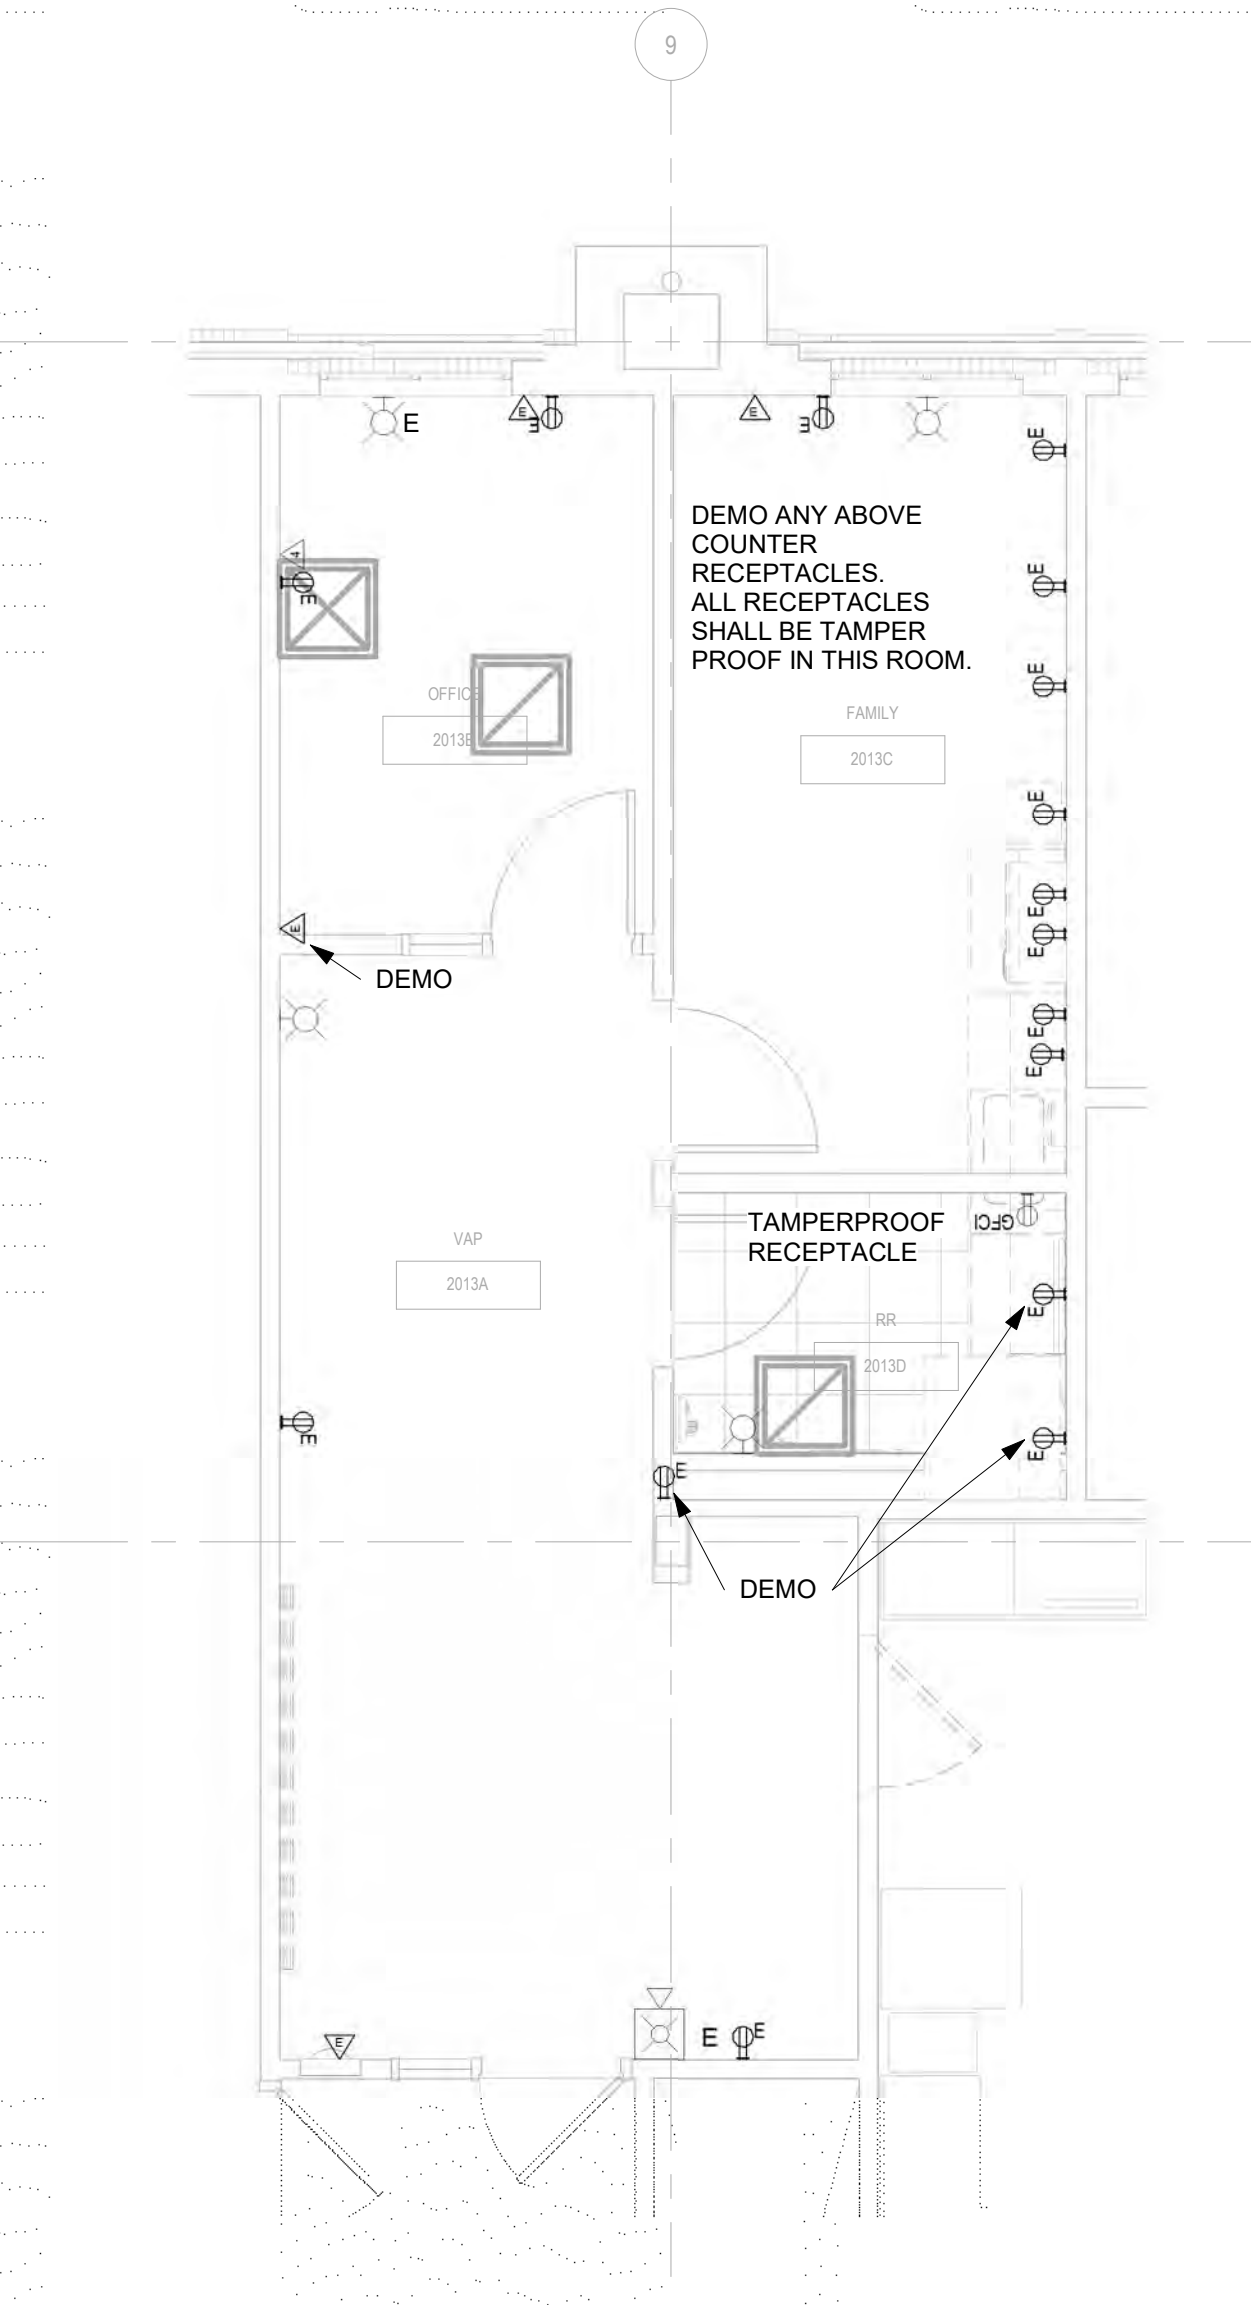 9
E
E
E
E
E
E
4
E
DEMO ANY ABOVE
COUNTER
RECEPTACLES.
ALL RECEPTACLES
SHALL BE TAMPER
PROOF IN THIS ROOM.
E
E
OFFICE
2013B
FAMILY
2013C
E
E
E
E
E
DEMO
E
E
TAMPERPROOF
RECEPTACLE
GFCI
VAP
2013A
E
RR
2013D
E
E
E
DEMO
E
E
E